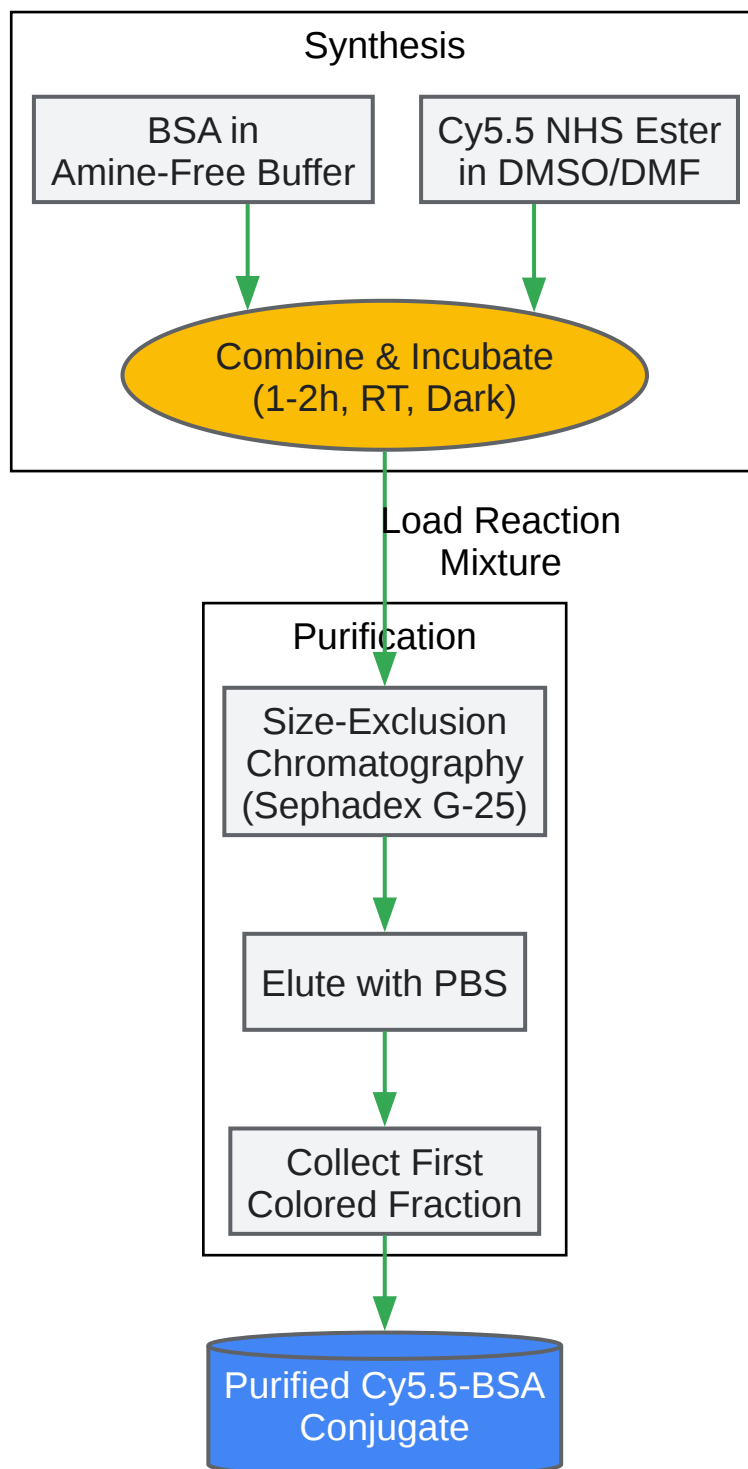 Synthesis
BSA in
Amine-Free Buffer
Cy5.5 NHS Ester
in DMSO/DMF
Combine & Incubate
(1-2h, RT, Dark)
Load Reaction
Mixture
Purification
Size-Exclusion
Chromatography
(Sephadex G-25)
Elute with PBS
Collect First
Colored Fraction
Purified Cy5.5-BSA
Conjugate